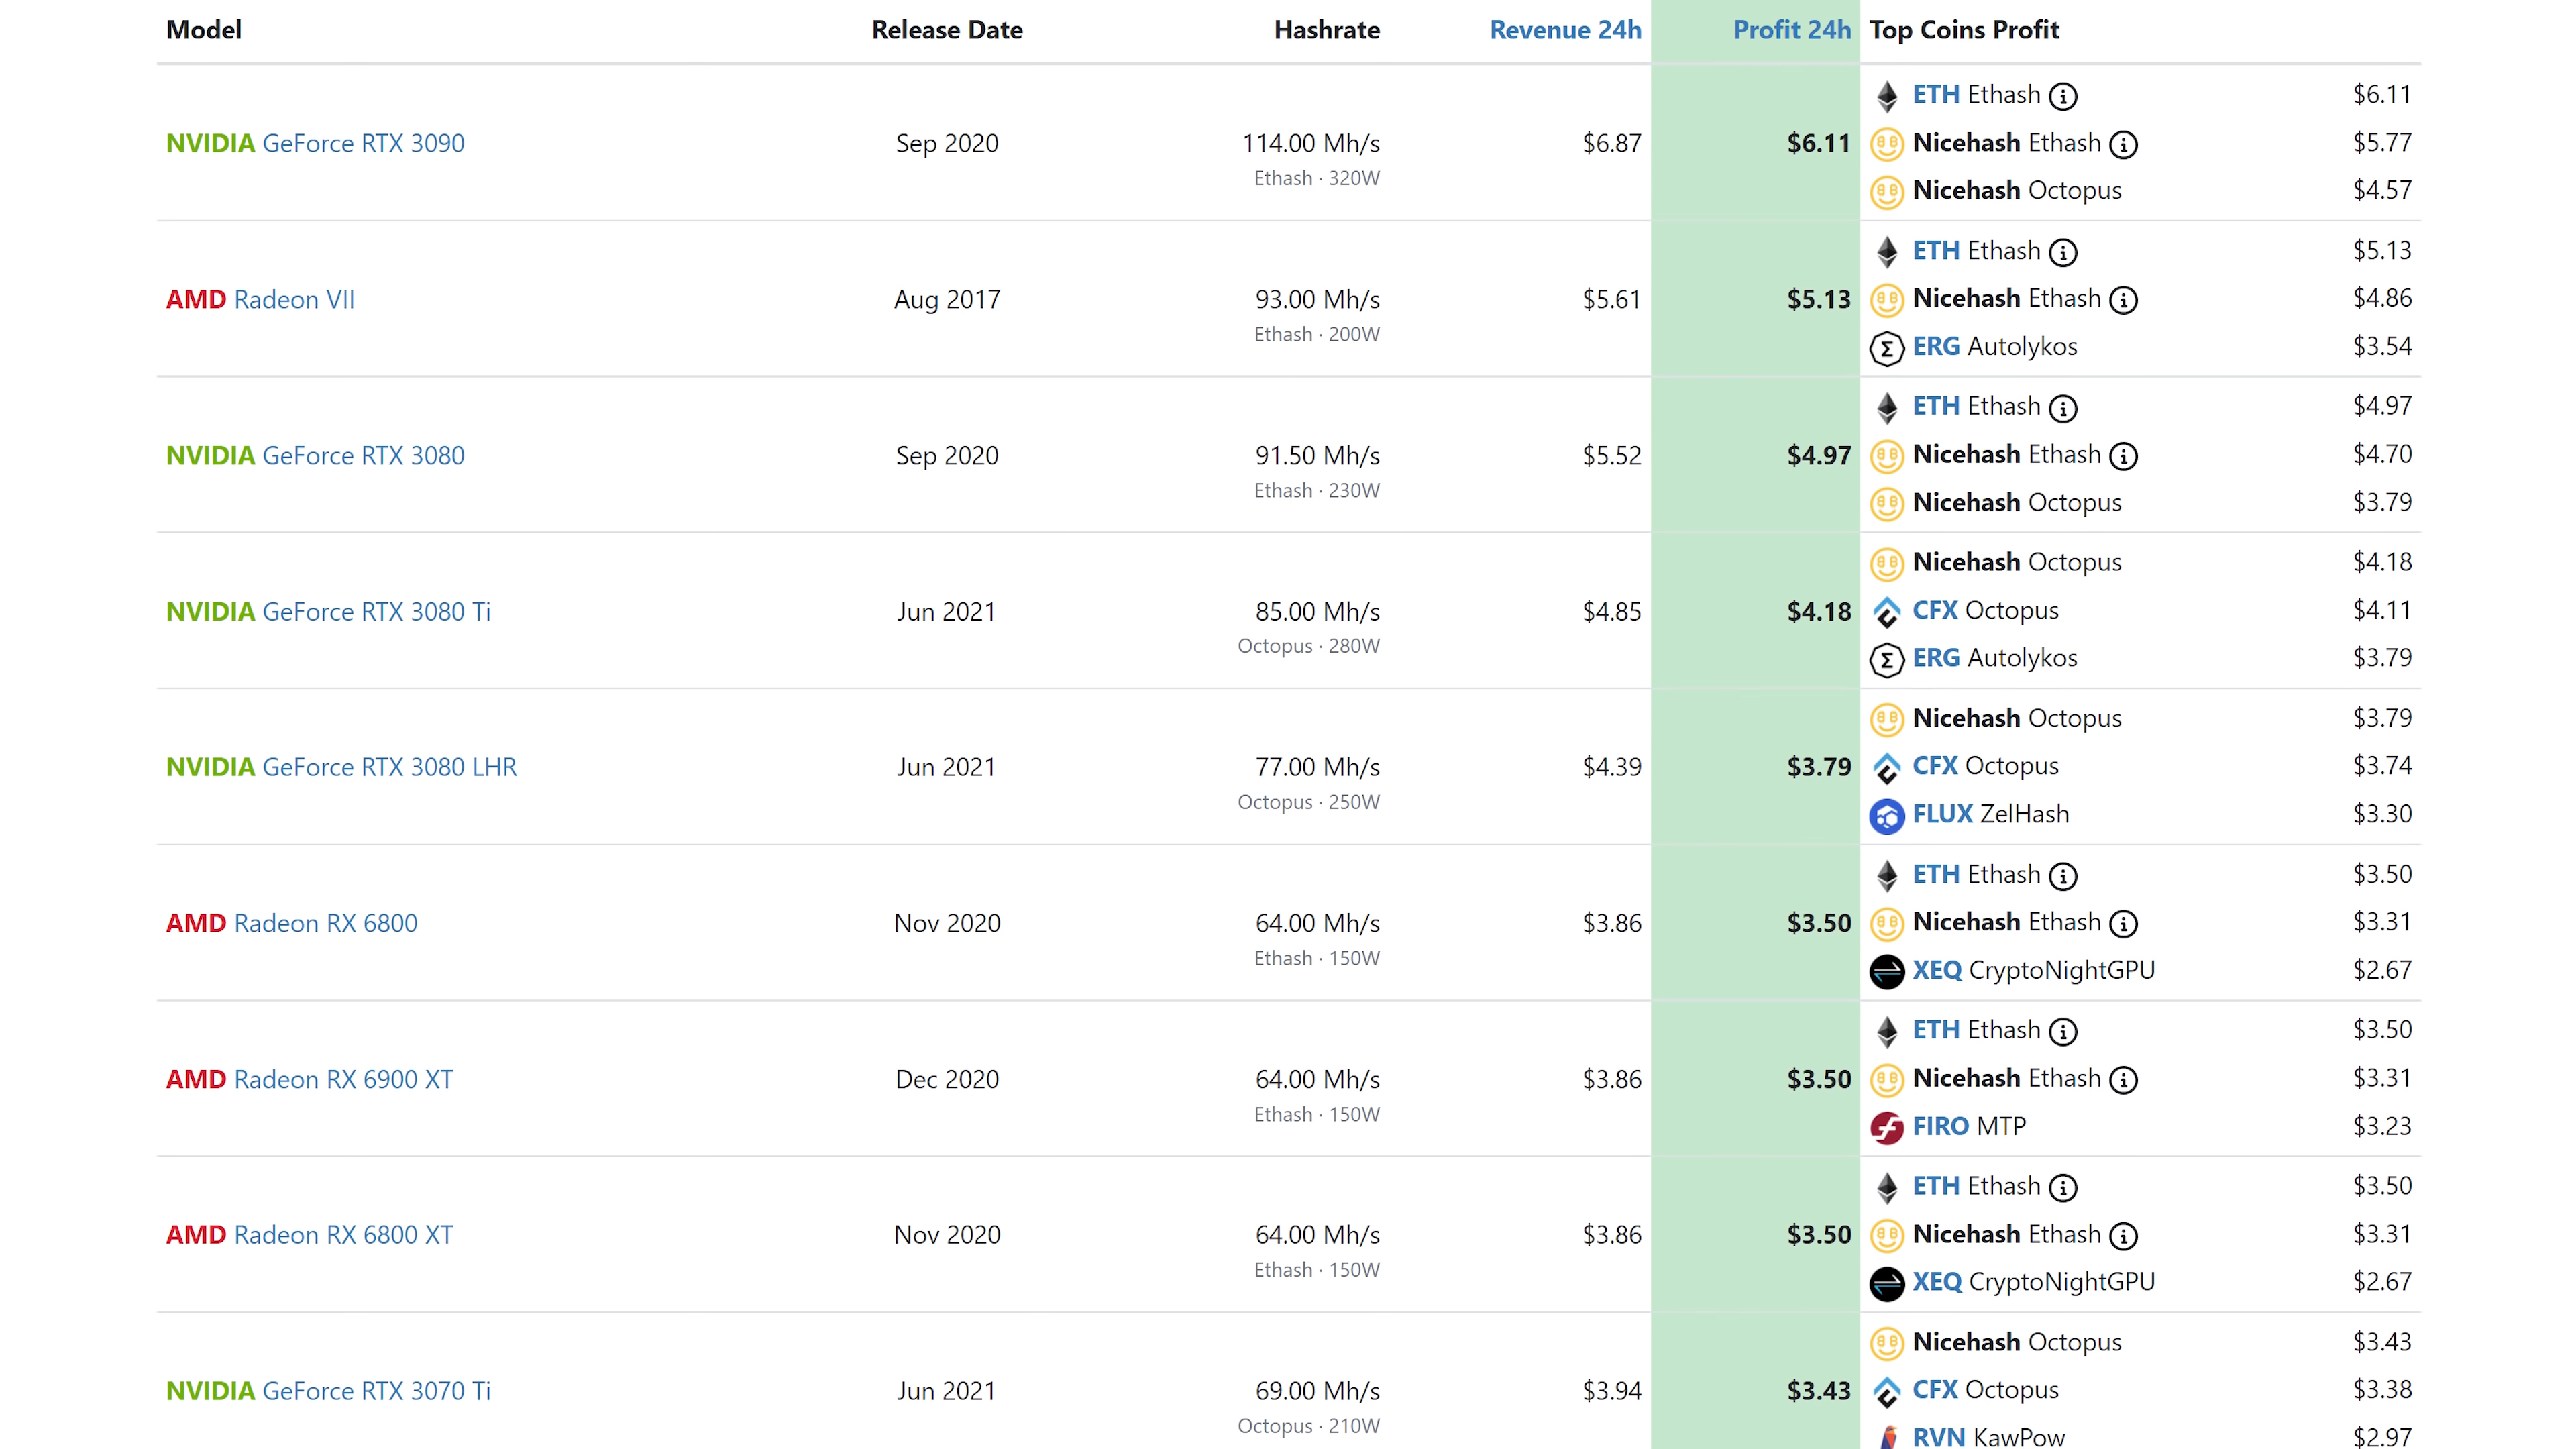 Model Release Date Hashrate Revenue 24h Profit 24h Top Coins Profit
ETH Ethash $6.11
NVIDIA GeForce RTX 3090 Sep 2020 114.00 Mh/s $6.87 $6.11 Nicehash Ethash $5.77
Ethash · 320W Nicehash Octopus $4.57
ETH Ethash $5.13
AMD Radeon VII Aug 2017 93.00 Mh/s $5.61 $5.13 Nicehash Ethash $4.86
Ethash · 200W ERG Autolykos $3.54
ETH Ethash $4.97
NVIDIA GeForce RTX 3080 Sep 2020 91.50 Mh/s $5.52 $4.97 Nicehash Ethash $4.70
Ethash · 230W Nicehash Octopus $3.79
Nicehash Octopus $4.18
NVIDIA GeForce RTX 3080 Ti Jun 2021 85.00 Mh/s $4.85 $4.18 CFX Octopus $4.11
Octopus · 280W ERG Autolykos $3.79
Nicehash Octopus $3.79
NVIDIA GeForce RTX 3080 LHR Jun 2021 77.00 Mh/s $4.39 $3.79 CFX Octopus $3.74
Octopus · 250W FLUX ZelHash $3.30
ETH Ethash $3.50
AMD Radeon RX 6800 Nov 2020 64.00 Mh/s $3.86 $3.50 Nicehash Ethash $3.31
Ethash · 150W XEQ CryptoNightGPU $2.67
ETH Ethash $3.50
AMD Radeon RX 6900 XT Dec 2020 64.00 Mh/s $3.86 $3.50 Nicehash Ethash $3.31
Ethash · 150W FIRO MTP $3.23
ETH Ethash $3.50
AMD Radeon RX 6800 XT Nov 2020 64.00 Mh/s $3.86 $3.50 Nicehash Ethash $3.31
Ethash · 150W XEQ CryptoNightGPU $2.67
Nicehash Octopus $3.43
NVIDIA GeForce RTX 3070 Ti Jun 2021 69.00 Mh/s $3.94 $3.43 CFX Octopus $3.38
Octopus · 210W RVN KawPow $2.97